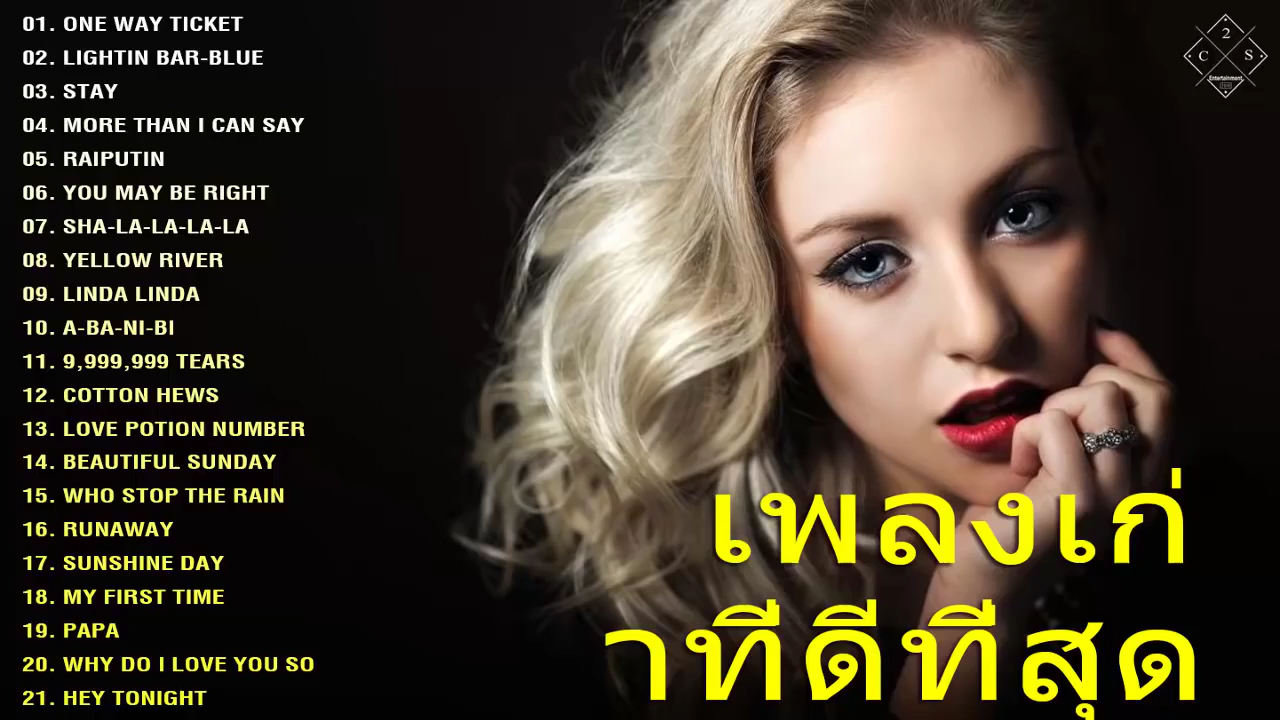 01. ONE WAY TICKET
02. LIGHTIN BAR-BLUE
03. STAY
04. MORE THAN I CAN SAY
05. RAIPUTIN
06. YOU MAY BE RIGHT
07. SHA-LA-LA-LA-LA
08. YELLOW RIVER
09. LINDA LINDA
10. A-BA-NI-BI
11. 9,999,999 TEARS
12. COTTON HEWS
13. LOVE POTION NUMBER
14. BEAUTIFUL SUNDAY
15. WHO STOP THE RAIN
16. RUNAWAY
17. SUNSHINE DAY
18. MY FIRST TIME
19. PAPA
20. WHY DO I LOVE YOU SO
21. HEY TONIGHT
2
C S
Entertainment
เพลงเก่
าทีดีทีสุด